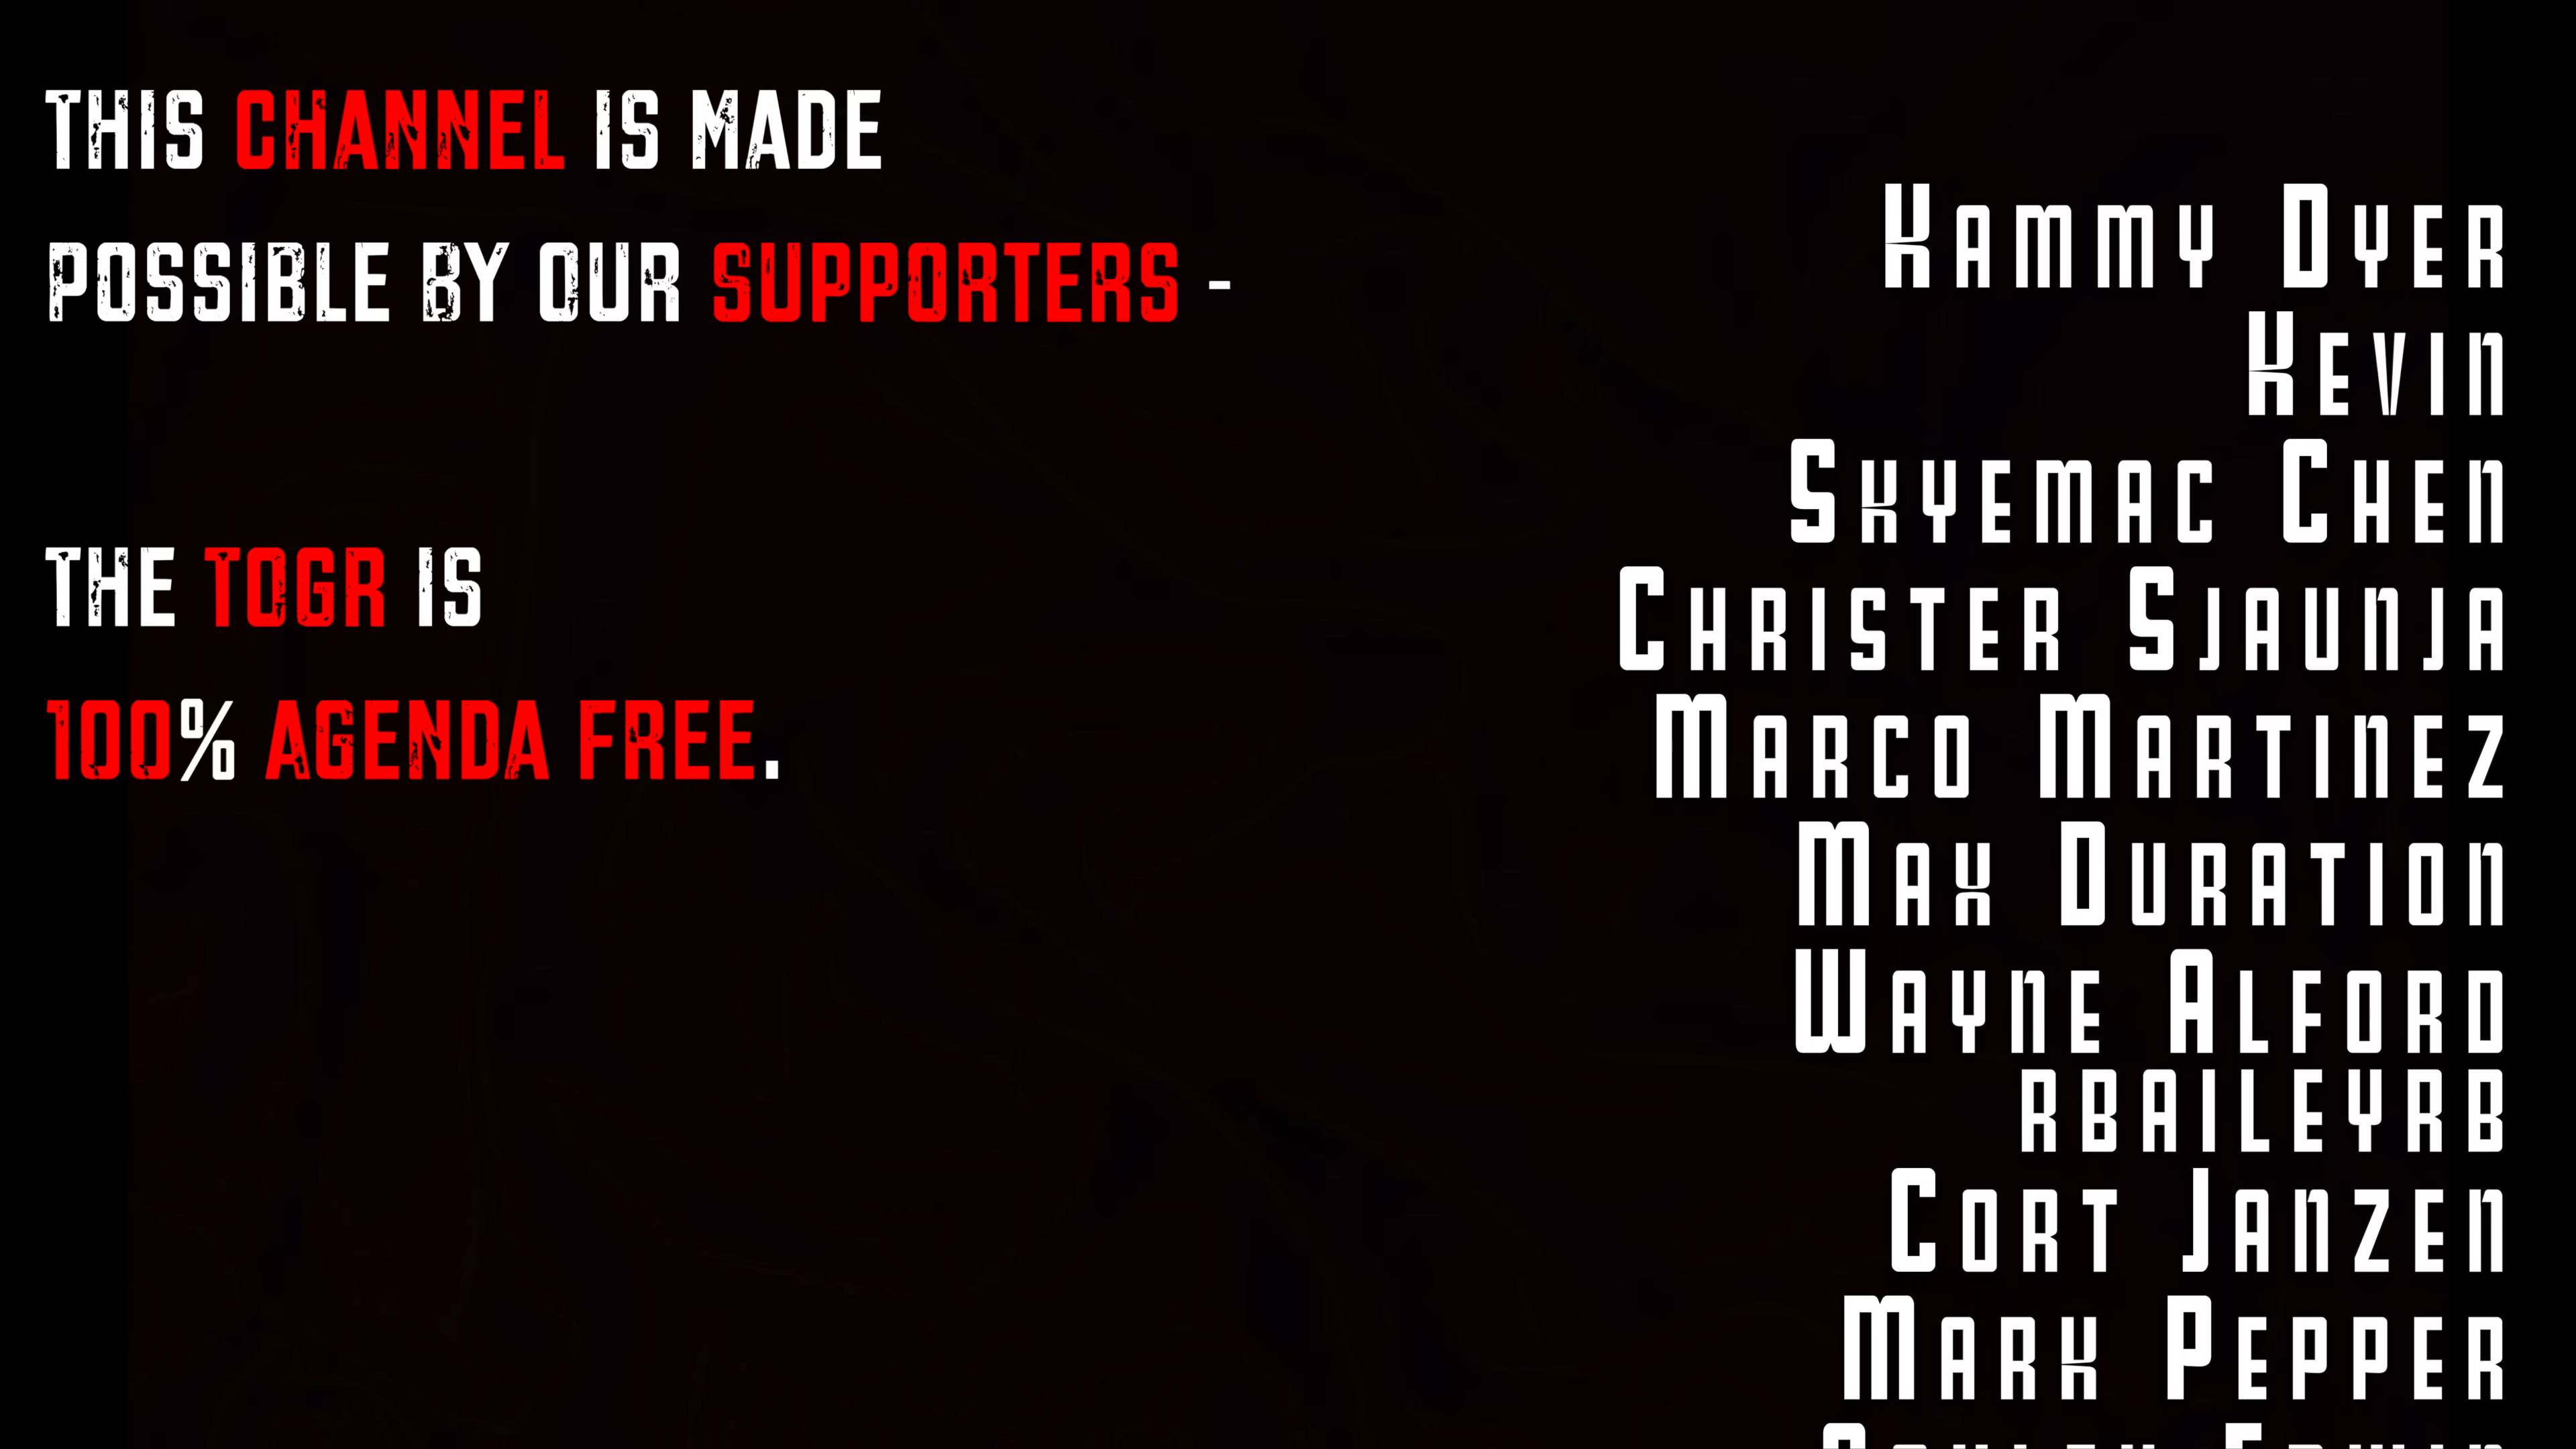 THIS CHANNEL IS MADE
POSSIBLE BY OUR SUPPORTERS -
THE TOGR IS
100% AGENDA FREE.
Kammy Dyer
Kevin
Skyemac Chen
Christer Sjaunja
Marco Martinez
Max Duration
Wayne Alford
rbaileyrb
Cort Janzen
Mark Pepper